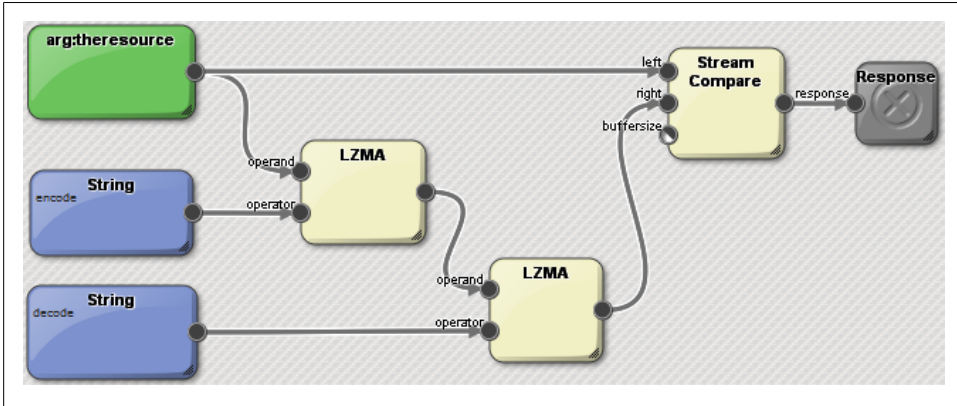 arg:theresource
left
Stream
Compare
right
response
Response
buffersize
operand
LZMA
String
encode
operator
operand
LZMA
String
decode
operator